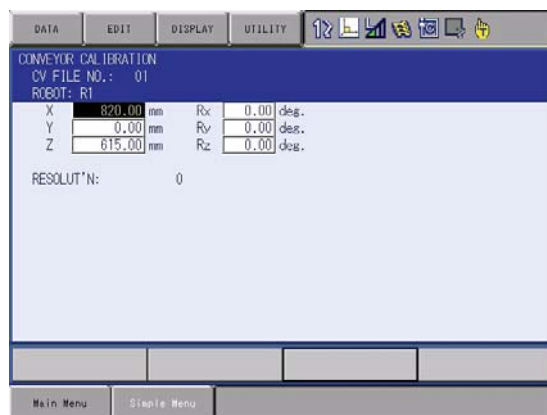 DATA EDIT DISPLAY UTILITY
CONVEYOR CALIBRATION
CV FILE NO.: 01
ROBOT: R1
X 820.00 mm Rx 0.00 deg.
Y 0.00 mm Ry 0.00 deg.
Z 615.00 mm Rz 0.00 deg.
RESOLUT'N: 0
Main Menu Simple Menu